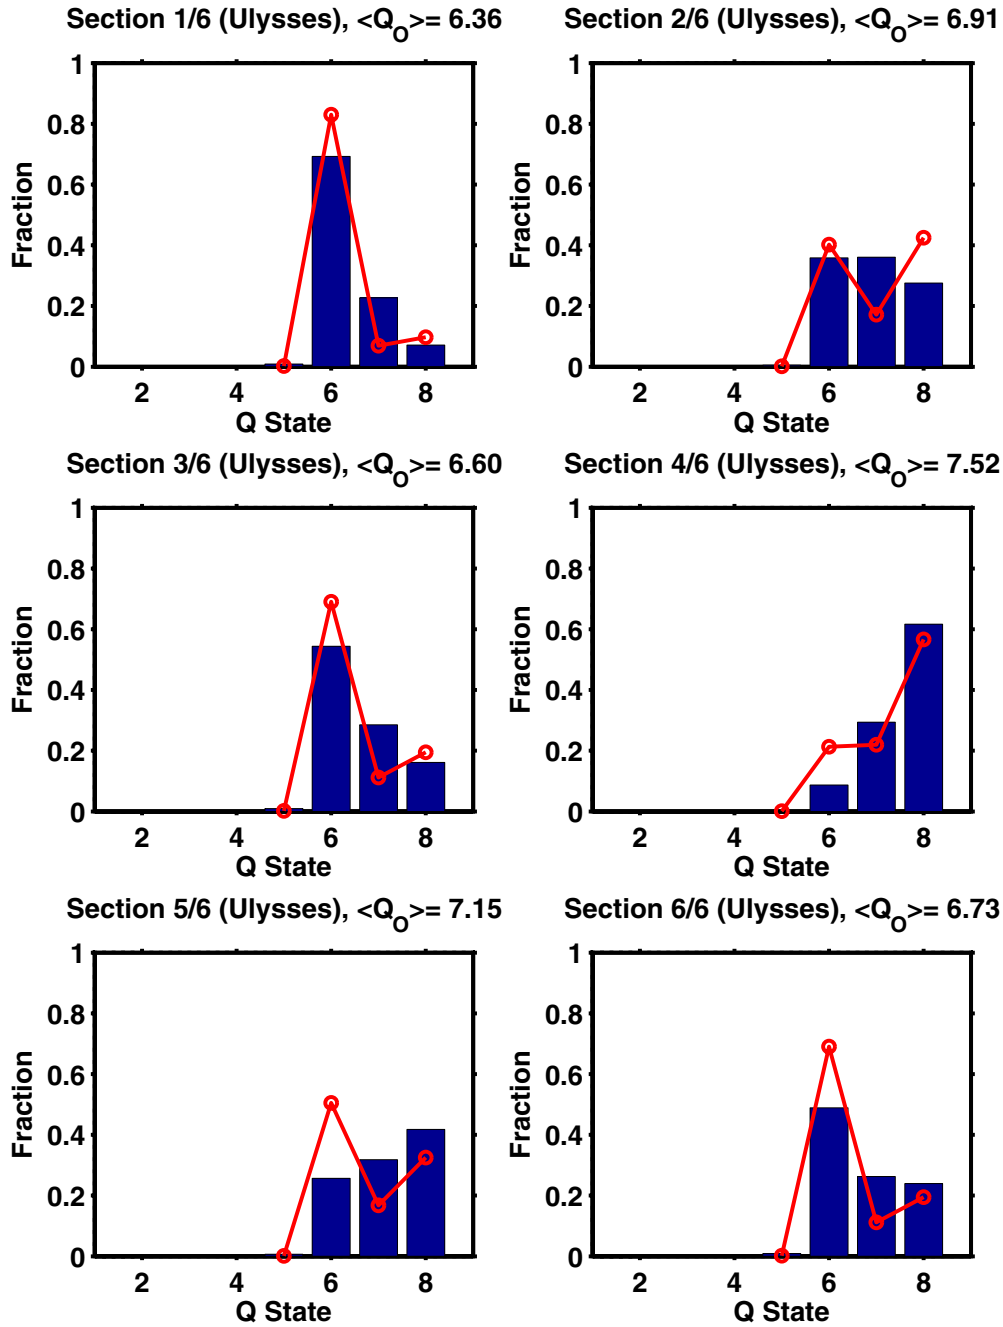 Section 1/6 (Ulysses), <Q_O>= 6.36
1
0.8
0.6
0.4
0.2
0
Fraction
2 4 6 8
Q State
Section 2/6 (Ulysses), <Q_O>= 6.91
1
0.8
0.6
0.4
0.2
0
Fraction
2 4 6 8
Q State
Section 3/6 (Ulysses), <Q_O>= 6.60
1
0.8
0.6
0.4
0.2
0
Fraction
2 4 6 8
Q State
Section 4/6 (Ulysses), <Q_O>= 7.52
1
0.8
0.6
0.4
0.2
0
Fraction
2 4 6 8
Q State
Section 5/6 (Ulysses), <Q_O>= 7.15
1
0.8
0.6
0.4
0.2
0
Fraction
2 4 6 8
Q State
Section 6/6 (Ulysses), <Q_O>= 6.73
1
0.8
0.6
0.4
0.2
0
Fraction
2 4 6 8
Q State